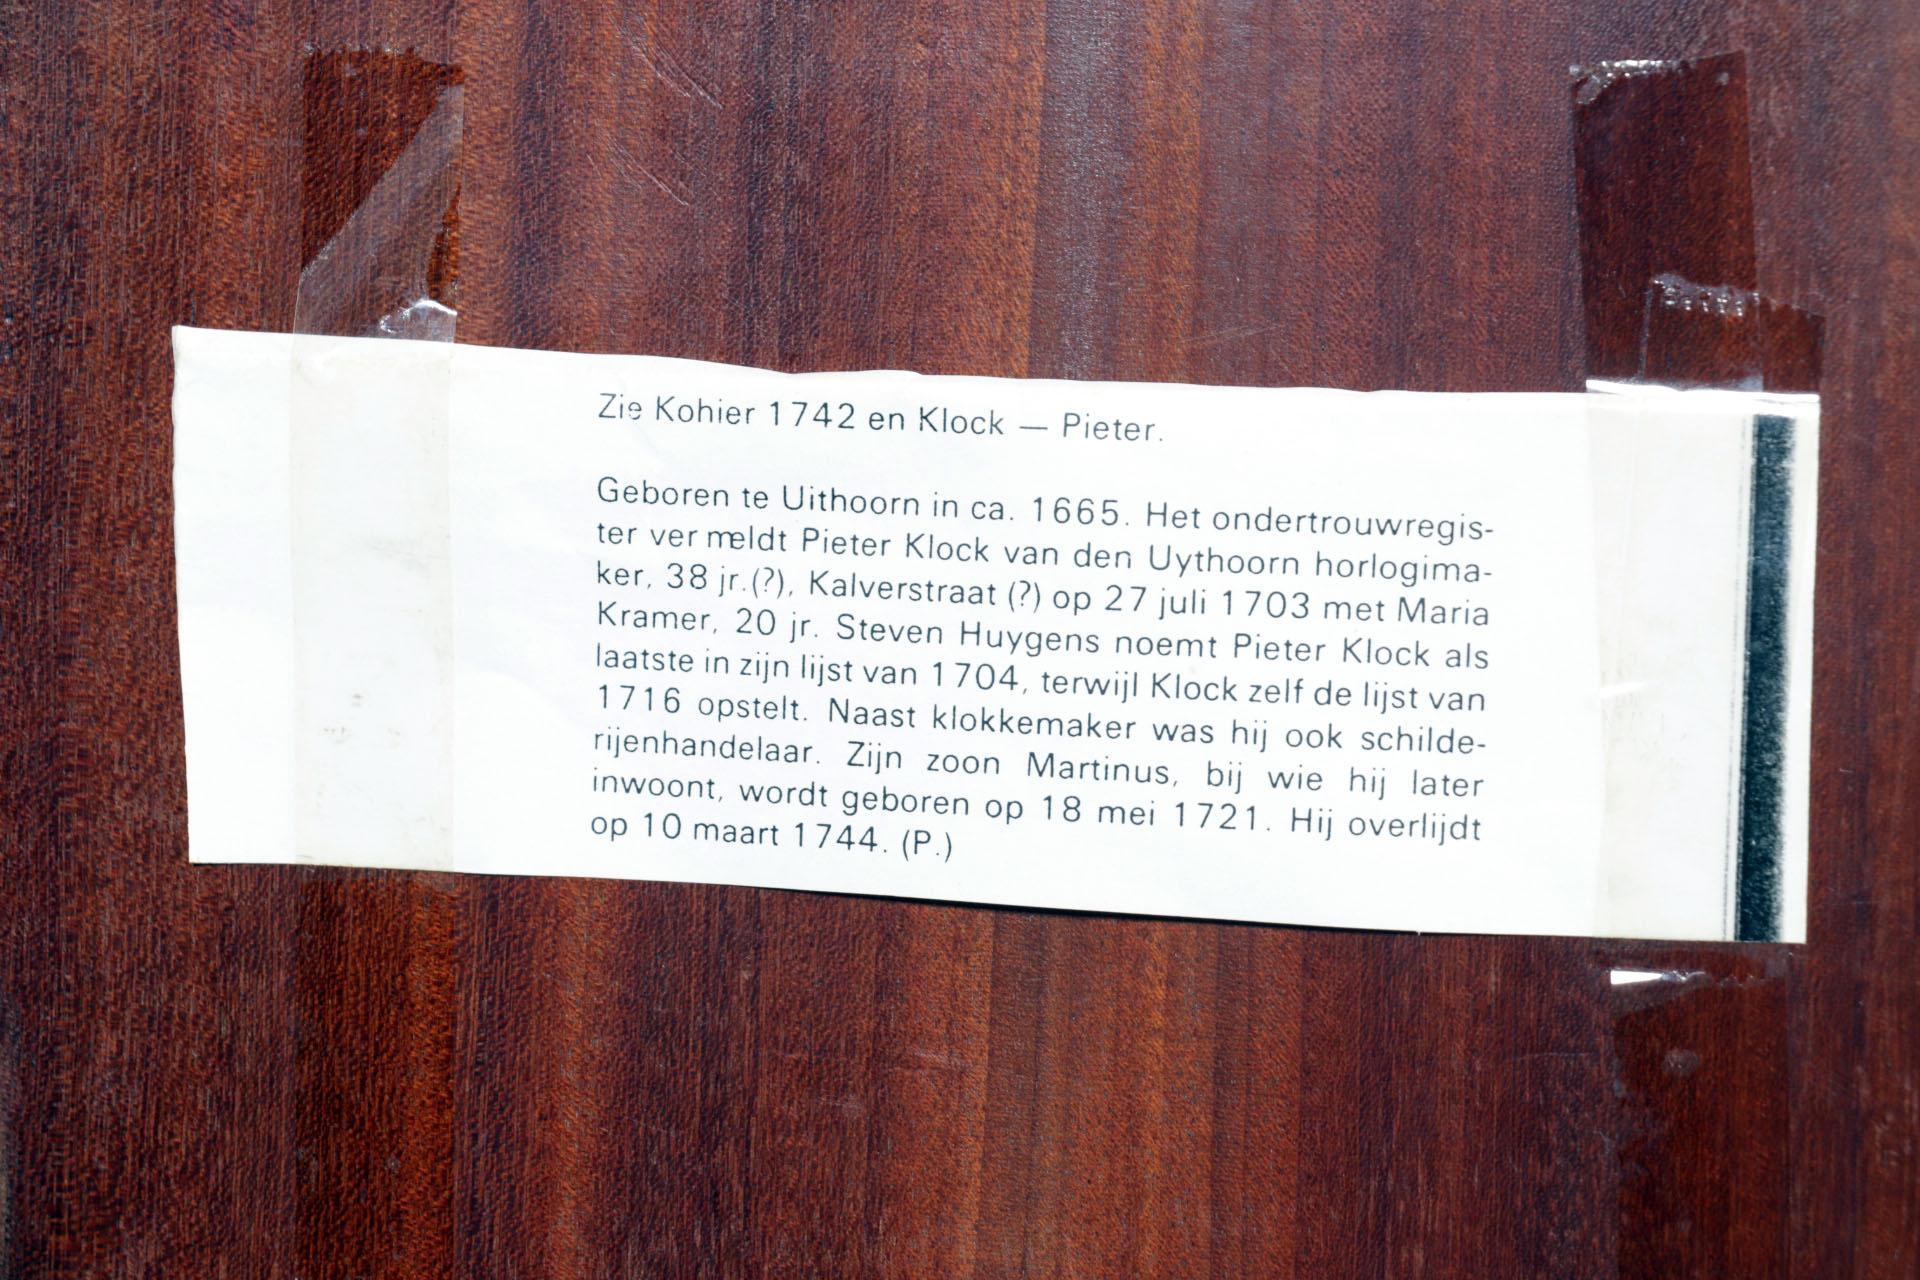 Zie Kohier 1742 en Klock — Pieter.
Geboren te Uithoorn in ca. 1665. Het ondertrouwregis-
ter vermeldt Pieter Klock van den Uythoorn horlogima-
ker, 38 jr.(?), Kalverstraat (?) op 27 juli 1703 met Maria
Kramer, 20 jr. Steven Huygens noemt Pieter Klock als
laatste in zijn lijst van 1704, terwijl Klock zelf de lijst van
1716 opstelt. Naast klokkemaker was hij ook schilde-
rijenhandelaar. Zijn zoon Martinus, bij wie hij later
inwoont, wordt geboren op 18 mei 1721. Hij overlijdt
op 10 maart 1744. (P.)